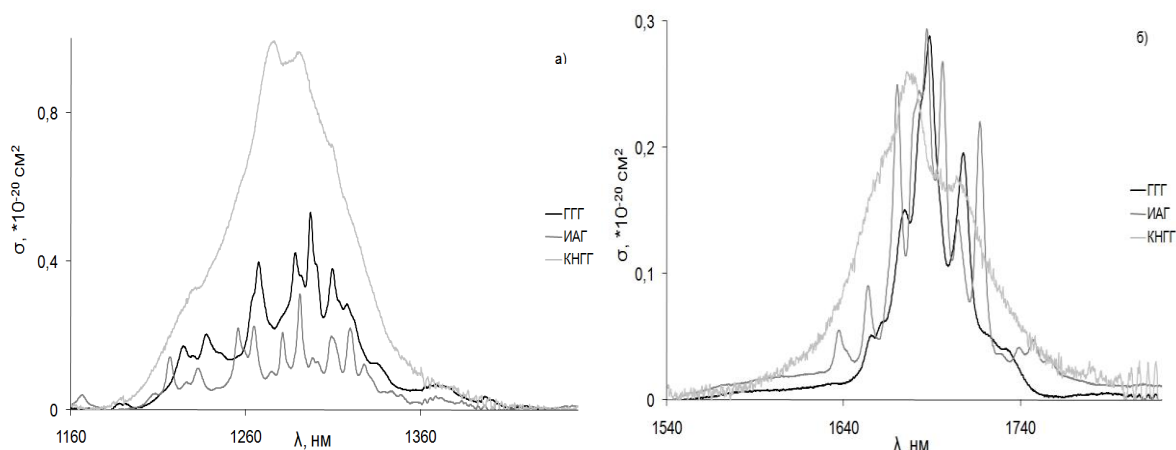 а)
0,8
0,4
0
σ, *10⁻²⁰ см²
1160
1260
1360
λ, нм
ГГГ
ИАГ
КНГГ
б)
0,3
0,2
0,1
0
σ, *10⁻²⁰ см²
1540
1640
1740
λ, нм
ГГГ
ИАГ
КНГГ